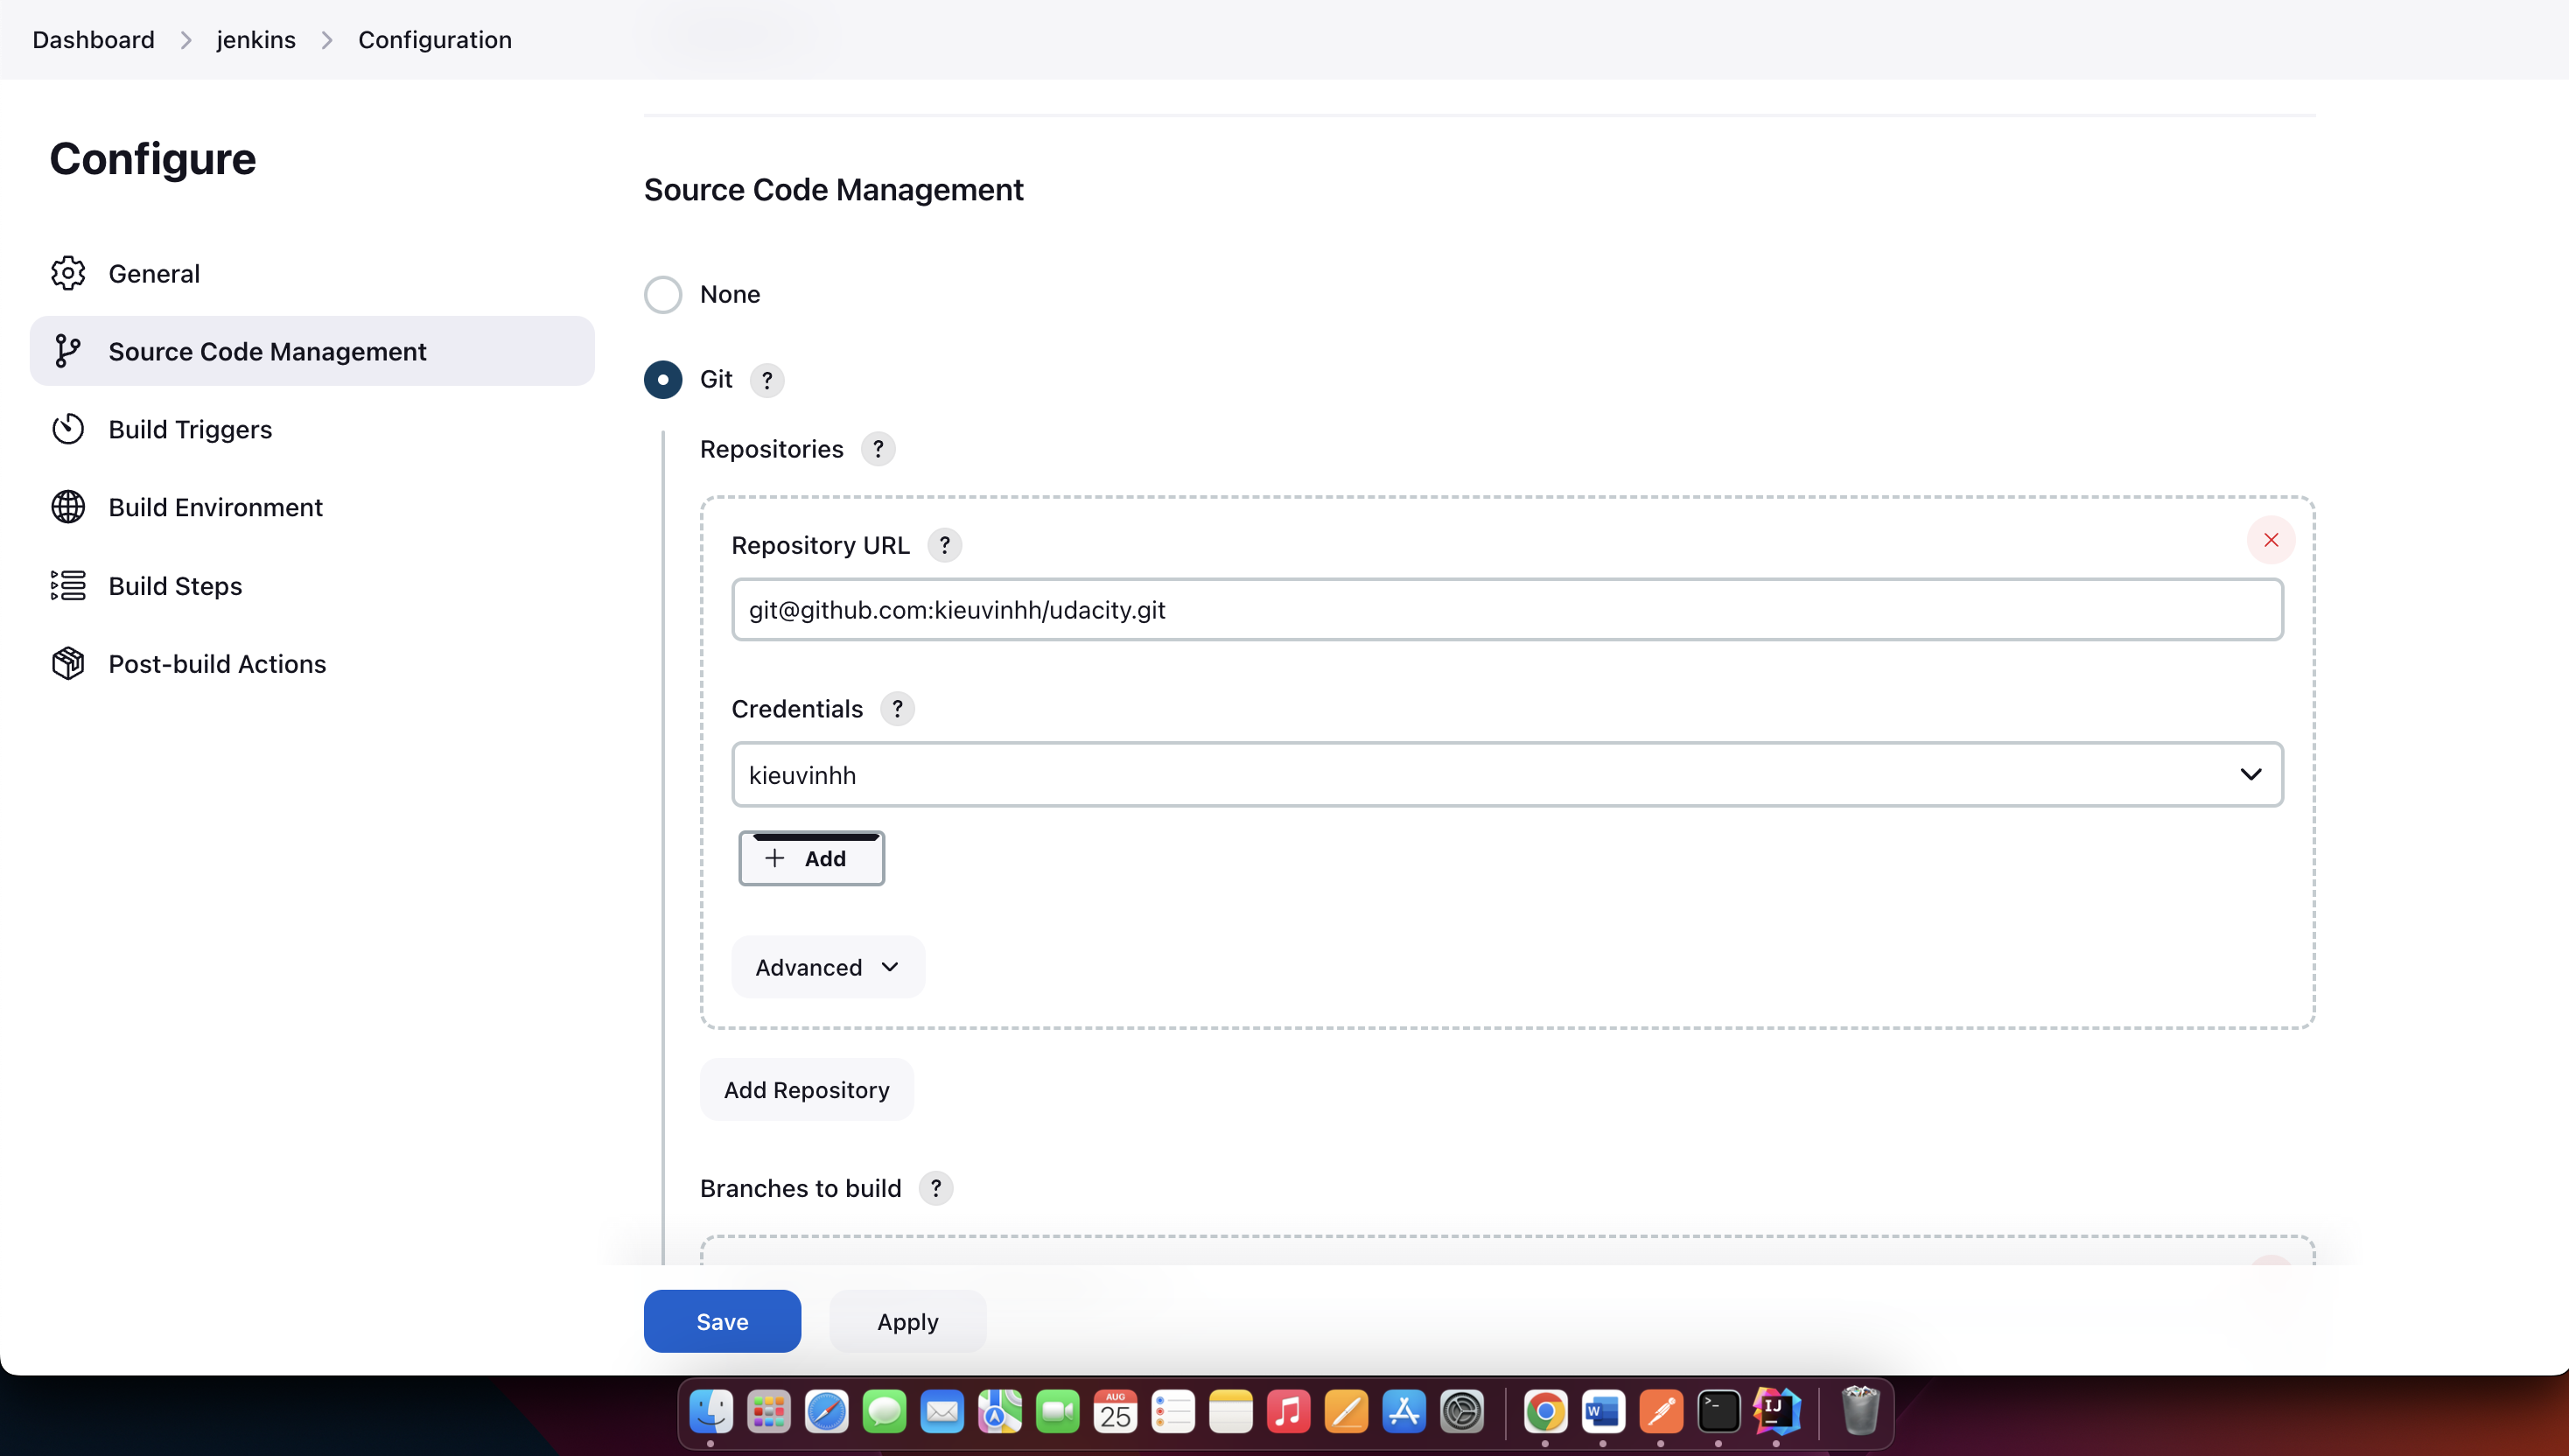 Dashboard > jenkins > Configuration
Configure
General
Source Code Management
Build Triggers
Build Environment
Build Steps
Post-build Actions
Source Code Management
None
Git ?
Repositories ?
Repository URL ?
git@github.com:kieuvinhh/udacity.git
Credentials ?
kieuvinhh
+ Add
Advanced
Add Repository
Branches to build ?
Save
Apply
AUG
25
W
>_
IJ